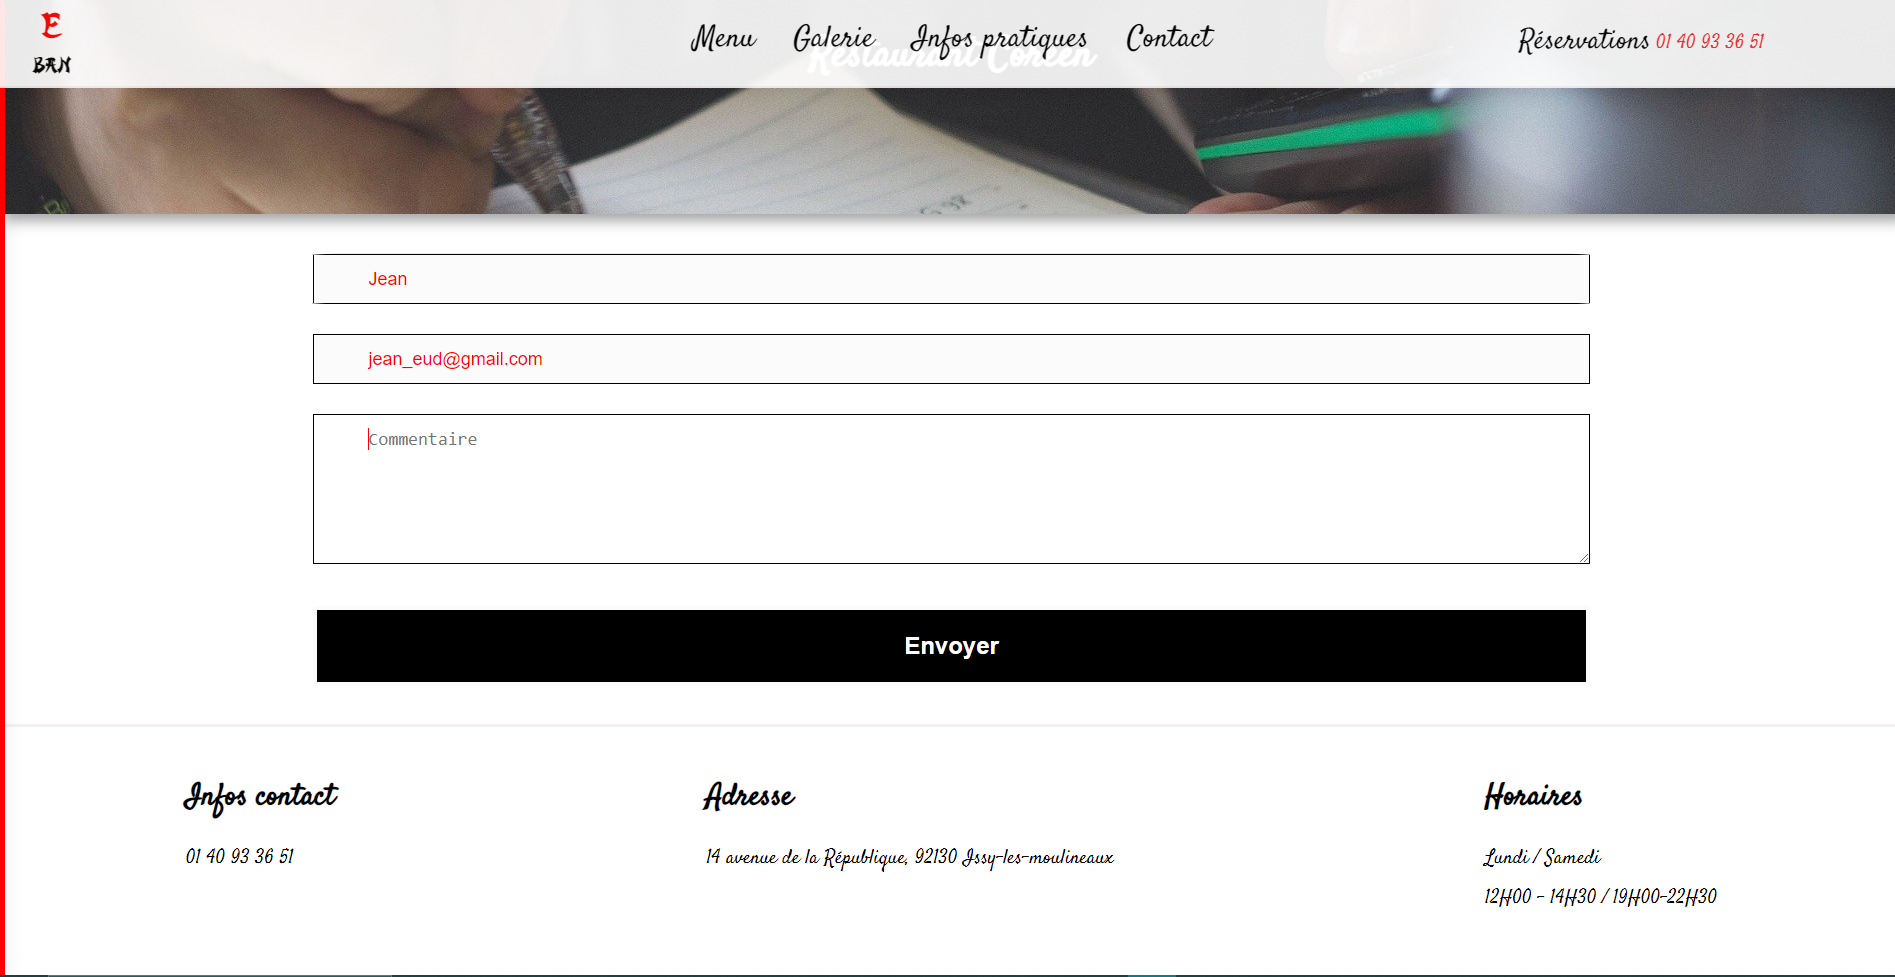 E
BAN
Menu Galerie Infos pratiques Contact
Réservations 01 40 93 36 51
Restaurant Coréen
Jean
jean_eud@gmail.com
Commentaire
Envoyer
Infos contact
01 40 93 36 51
Adresse
14 avenue de la République, 92130 Issy-les-moulineaux
Horaires
Lundi / Samedi
12H00 - 14H30 / 19H00-22H30